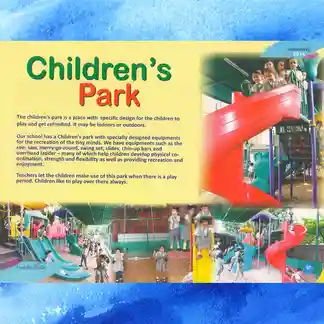 Children's
Park
The children's park is a place with specific design for the children to
play and get refreshed. It may be indoors or outdoors.
Our school has a Children's park with specially designed equipments
for the recreation of the tiny minds. We have equipments such as the
see- saw, merry-go-round, swing set, slider, chin-up bars and
overhead ladder – many of which help children develop physical co-
ordination, strength and flexibility as well as providing recreation and
enjoyment.
Teachers let the children make use of this park when there is a play
period. Children like to play over there always.